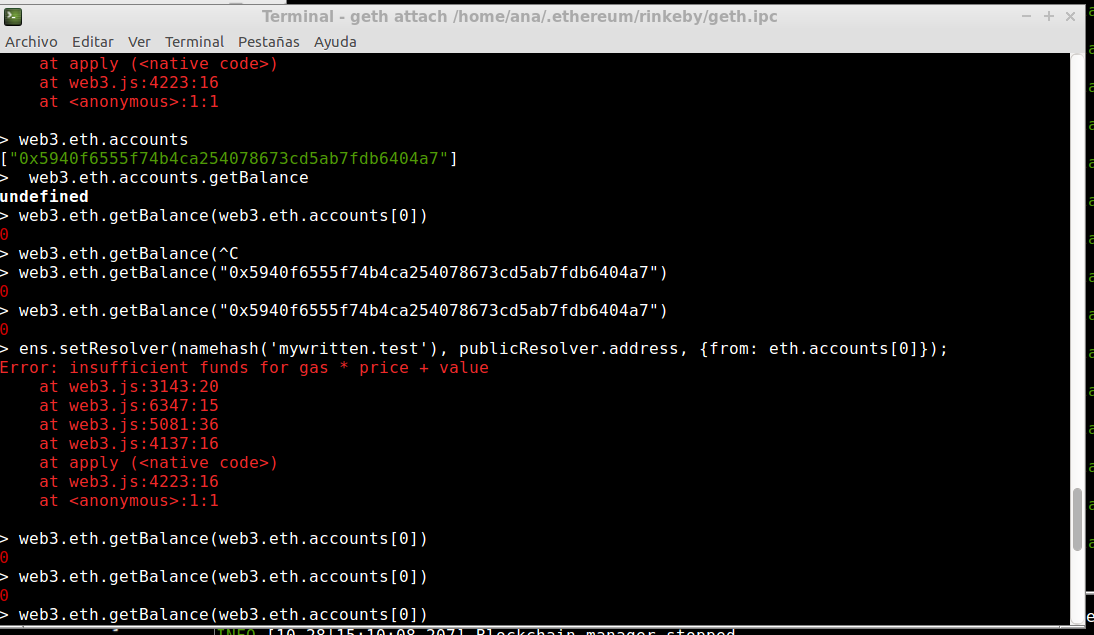 Terminal - geth attach /home/ana/.ethereum/rinkeby/geth.ipc
Archivo Editar Ver Terminal Pestañas Ayuda
at apply (<native code>)
at web3.js:4223:16
at <anonymous>:1:1
> web3.eth.accounts
["0x5940f6555f74b4ca254078673cd5ab7fdb6404a7"]
> web3.eth.accounts.getBalance
undefined
> web3.eth.getBalance(web3.eth.accounts[0])
0
> web3.eth.getBalance(^C
> web3.eth.getBalance("0x5940f6555f74b4ca254078673cd5ab7fdb6404a7")
0
> web3.eth.getBalance("0x5940f6555f74b4ca254078673cd5ab7fdb6404a7")
0
> ens.setResolver(namehash('mywritten.test'), publicResolver.address, {from: eth.accounts[0]});
Error: insufficient funds for gas * price + value
at web3.js:3143:20
at web3.js:6347:15
at web3.js:5081:36
at web3.js:4137:16
at apply (<native code>)
at web3.js:4223:16
at <anonymous>:1:1
> web3.eth.getBalance(web3.eth.accounts[0])
0
> web3.eth.getBalance(web3.eth.accounts[0])
0
> web3.eth.getBalance(web3.eth.accounts[0])
INFO [10-28|15:10:08.207] Blockchain manager stopped